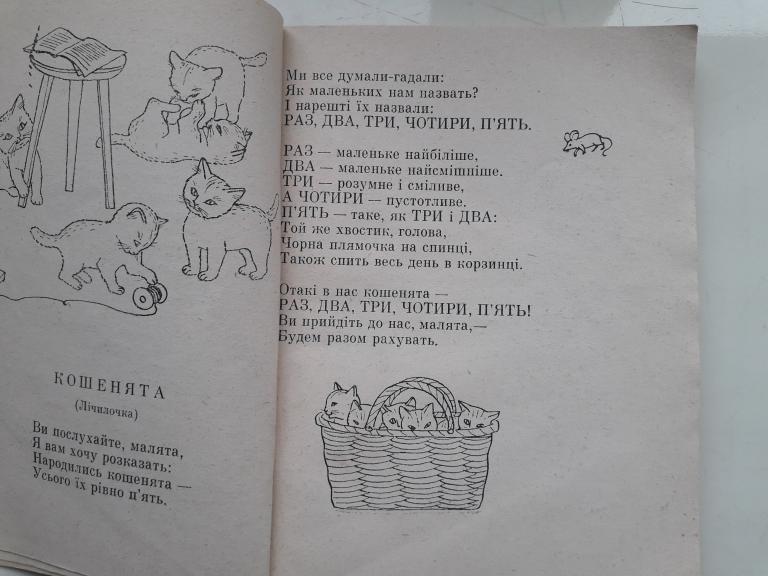 КОШЕНЯТА
(Лічилочка)
Ви послухайте, малята,
Я вам хочу розказать:
Народились кошенята —
Усього їх рівно п'ять.
Ми все думали-гадали:
Як маленьких нам назвать?
І нарешті їх назвали:
РАЗ, ДВА, ТРИ, ЧОТИРИ, П'ЯТЬ.
РАЗ — маленьке найбіліше,
ДВА — маленьке найсмішніше.
ТРИ — розумне і сміливе,
А ЧОТИРИ — пустотливе.
П'ЯТЬ — таке, як ТРИ і ДВА:
Той же хвостик, голова,
Чорна плямочка на спинці,
Також спить весь день в корзинці.
Отакі в нас кошенята —
РАЗ, ДВА, ТРИ, ЧОТИРИ, П'ЯТЬ!
Ви прийдіть до нас, малята,—
Будем разом рахувать.